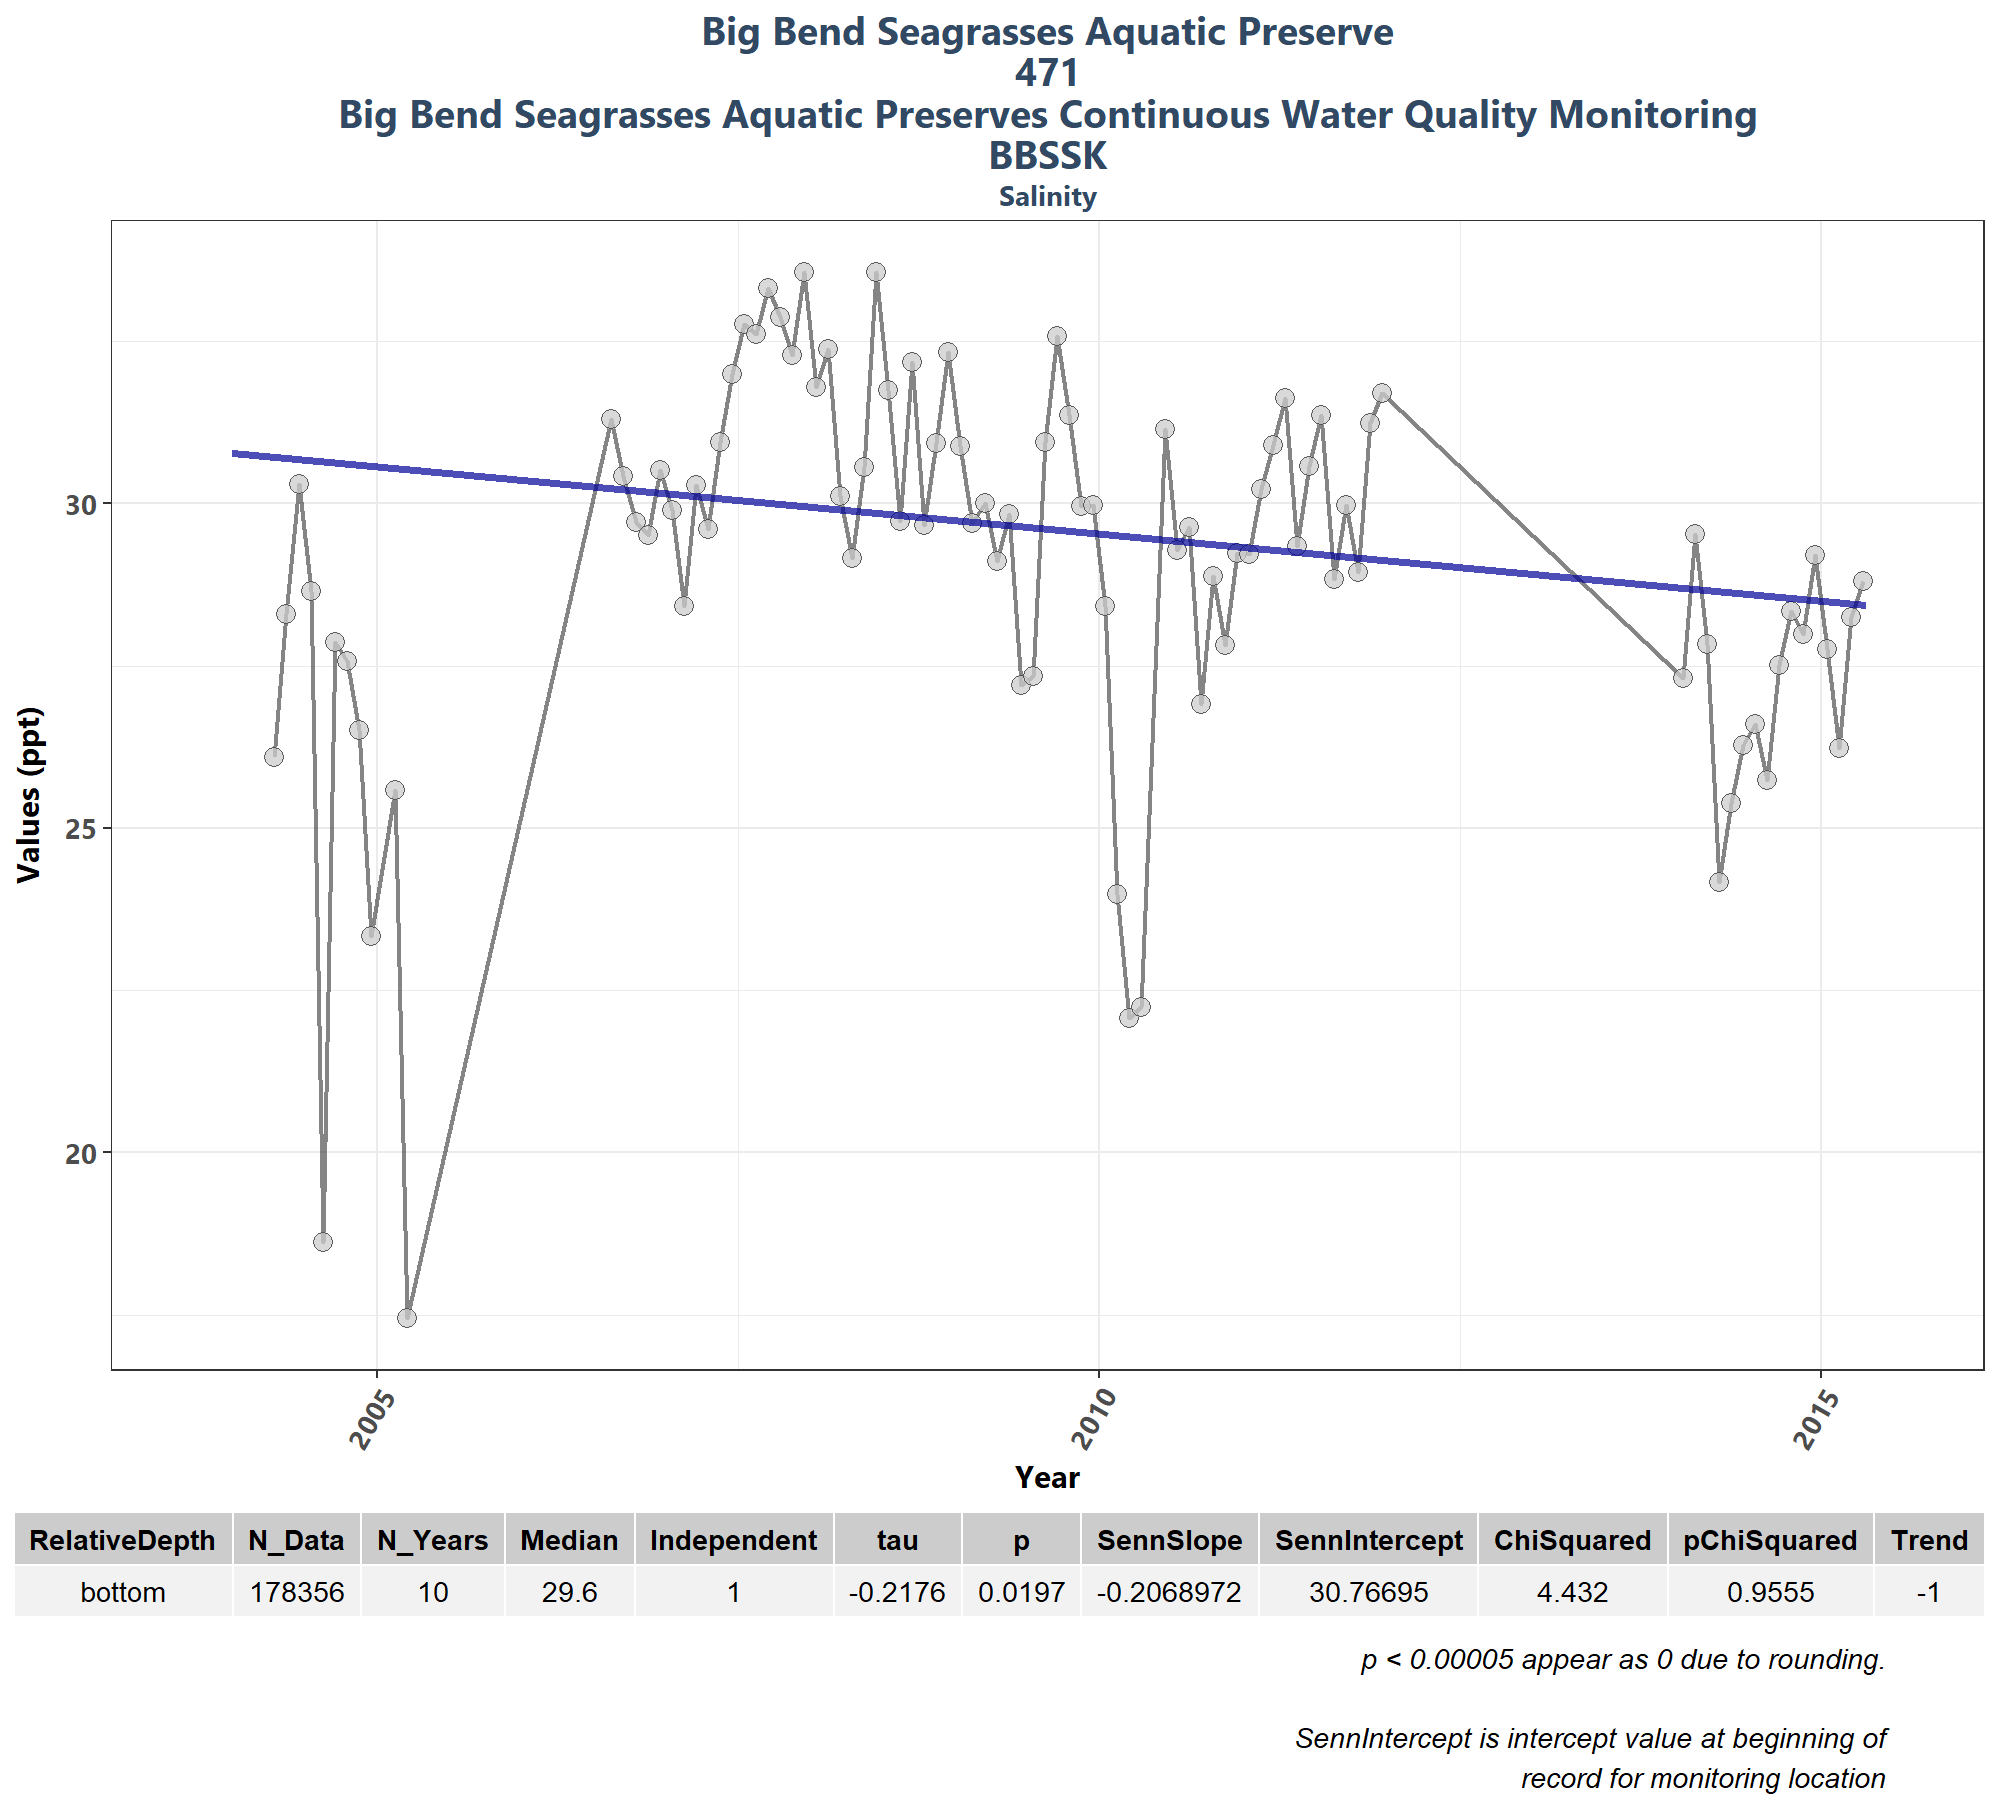 Big Bend Seagrasses Aquatic Preserve
471
Big Bend Seagrasses Aquatic Preserves Continuous Water Quality Monitoring
BBSSK
Salinity
Values (ppt)
30
25
20
2005 2010 2015
Year
RelativeDepth N_Data N_Years Median Independent tau p SennSlope SennIntercept ChiSquared pChiSquared Trend
bottom 178356 10 29.6 1 -0.2176 0.0197 -0.2068972 30.76695 4.432 0.9555 -1
p < 0.00005 appear as 0 due to rounding.
SennIntercept is intercept value at beginning of
record for monitoring location